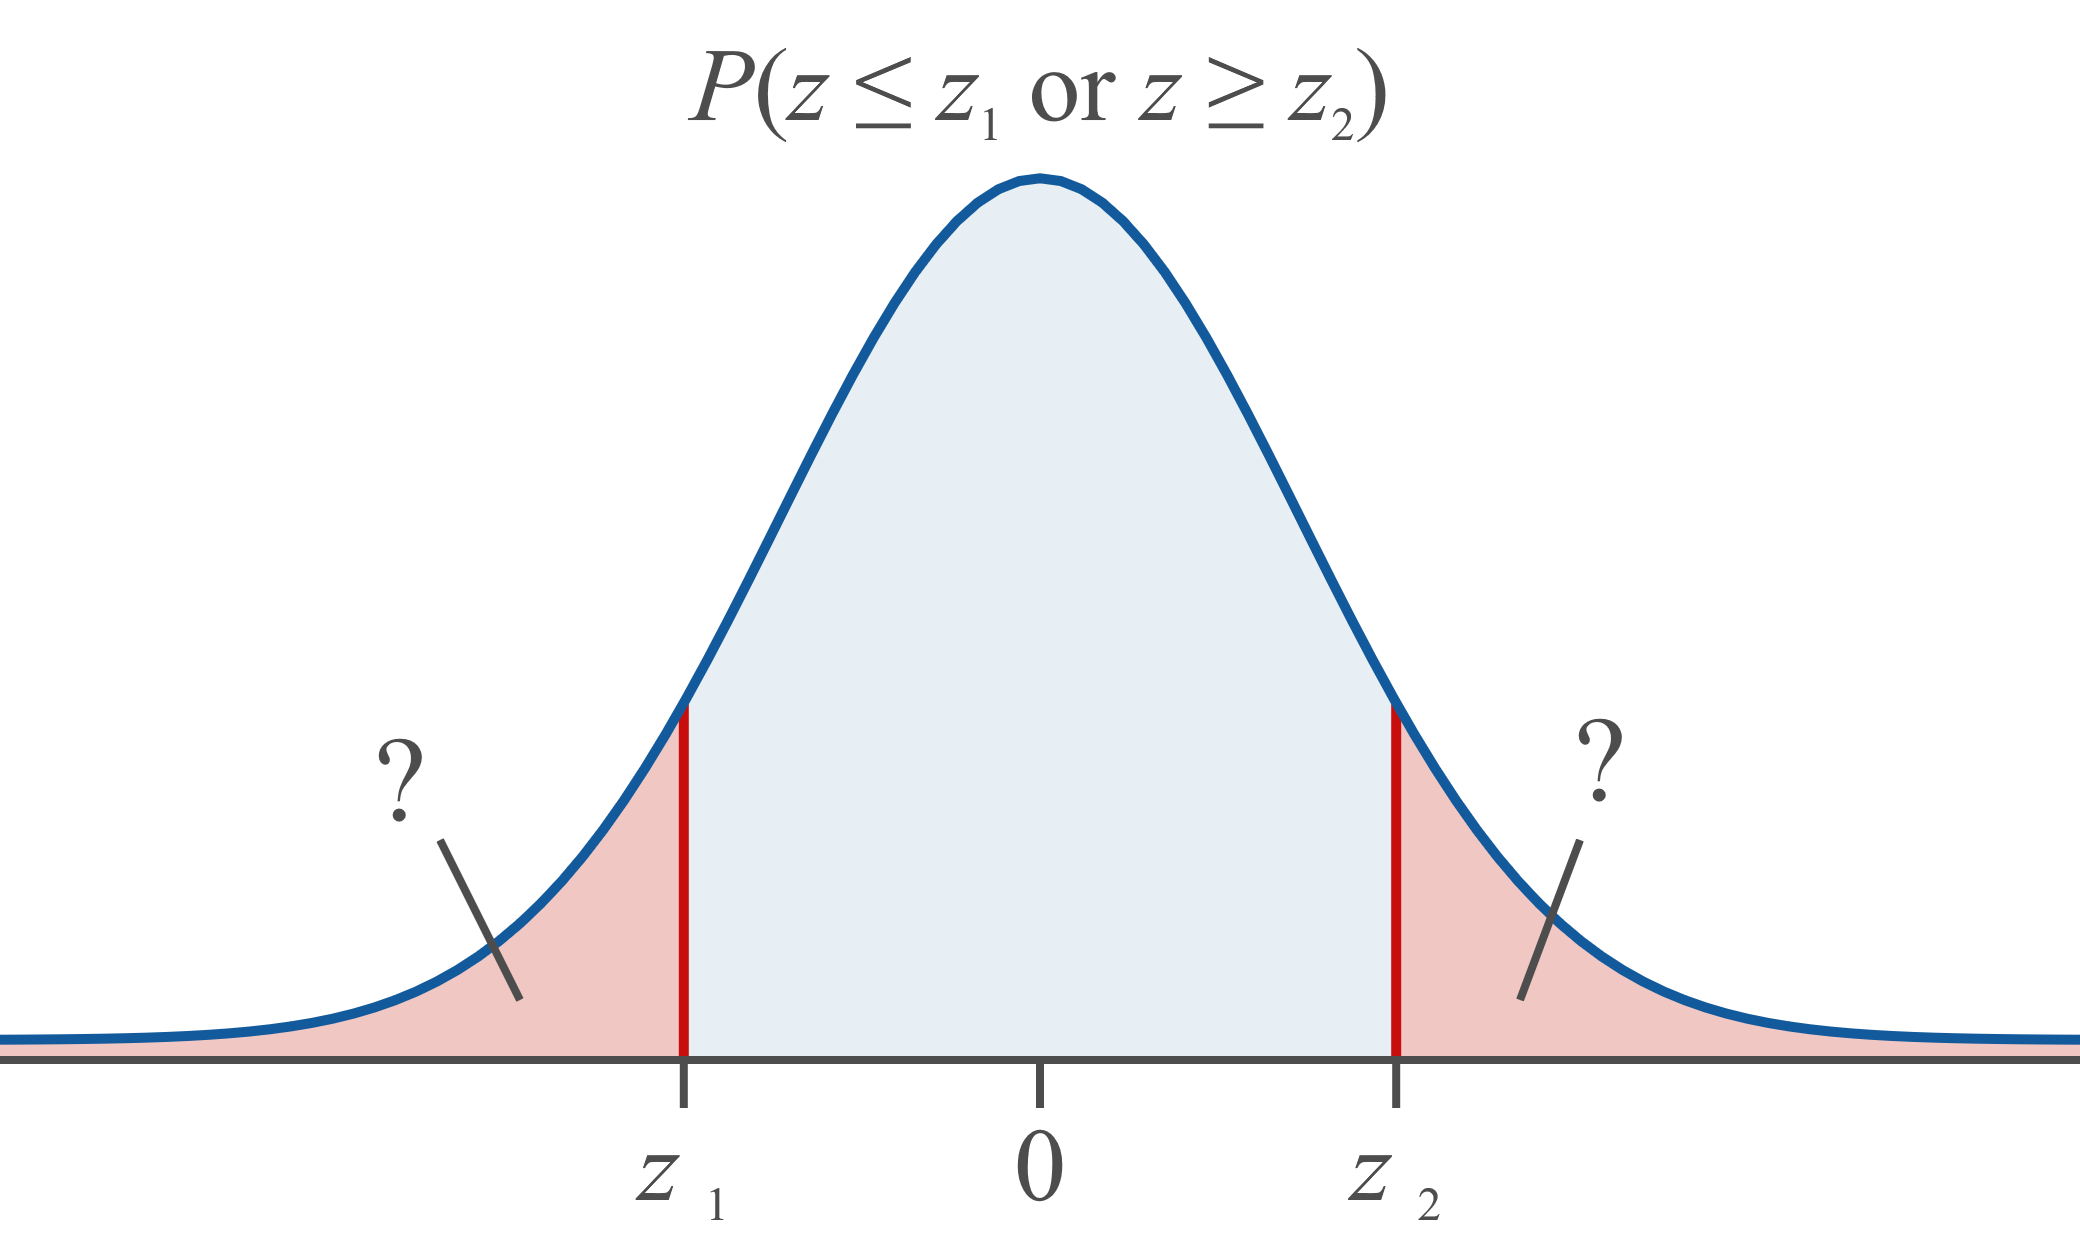 P(z ≤ z₁ or z ≥ z₂)
? ?
z₁ 0 z₂